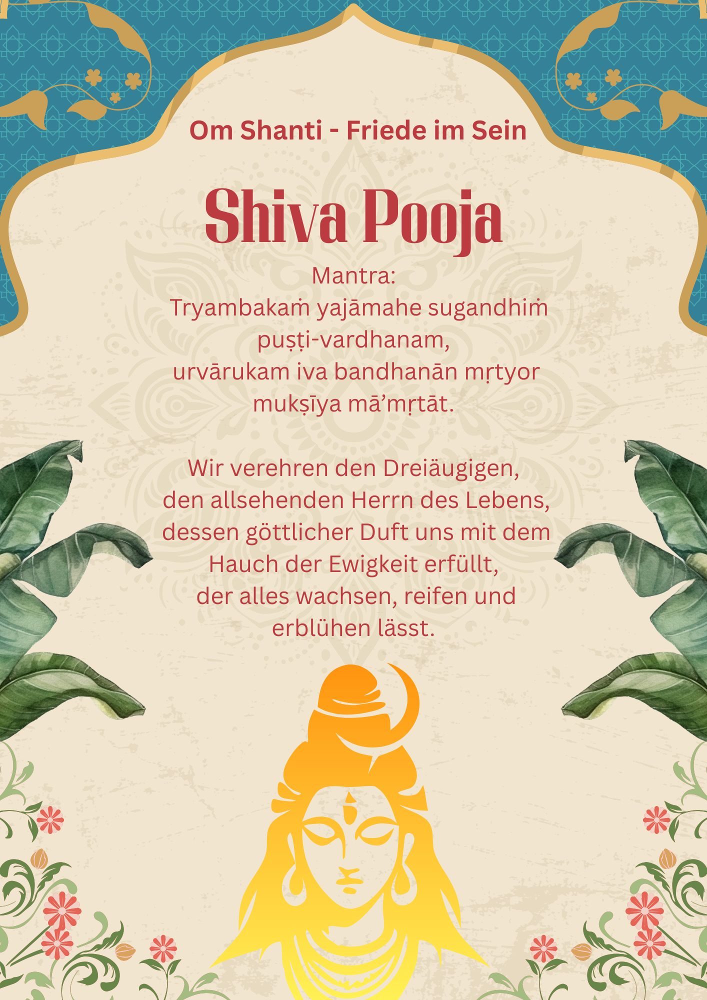 Om Shanti - Friede im Sein
Shiva Pooja
Mantra:
Tryambakaṁ yajāmahe sugandhiṁ
puṣṭi-vardhanam,
urvārukam iva bandhanān mṛtyor
mukṣīya mā’mṛtāt.
Wir verehren den Dreiäugigen,
den allsehenden Herrn des Lebens,
dessen göttlicher Duft uns mit dem
Hauch der Ewigkeit erfüllt,
der alles wachsen, reifen und
erblühen lässt.